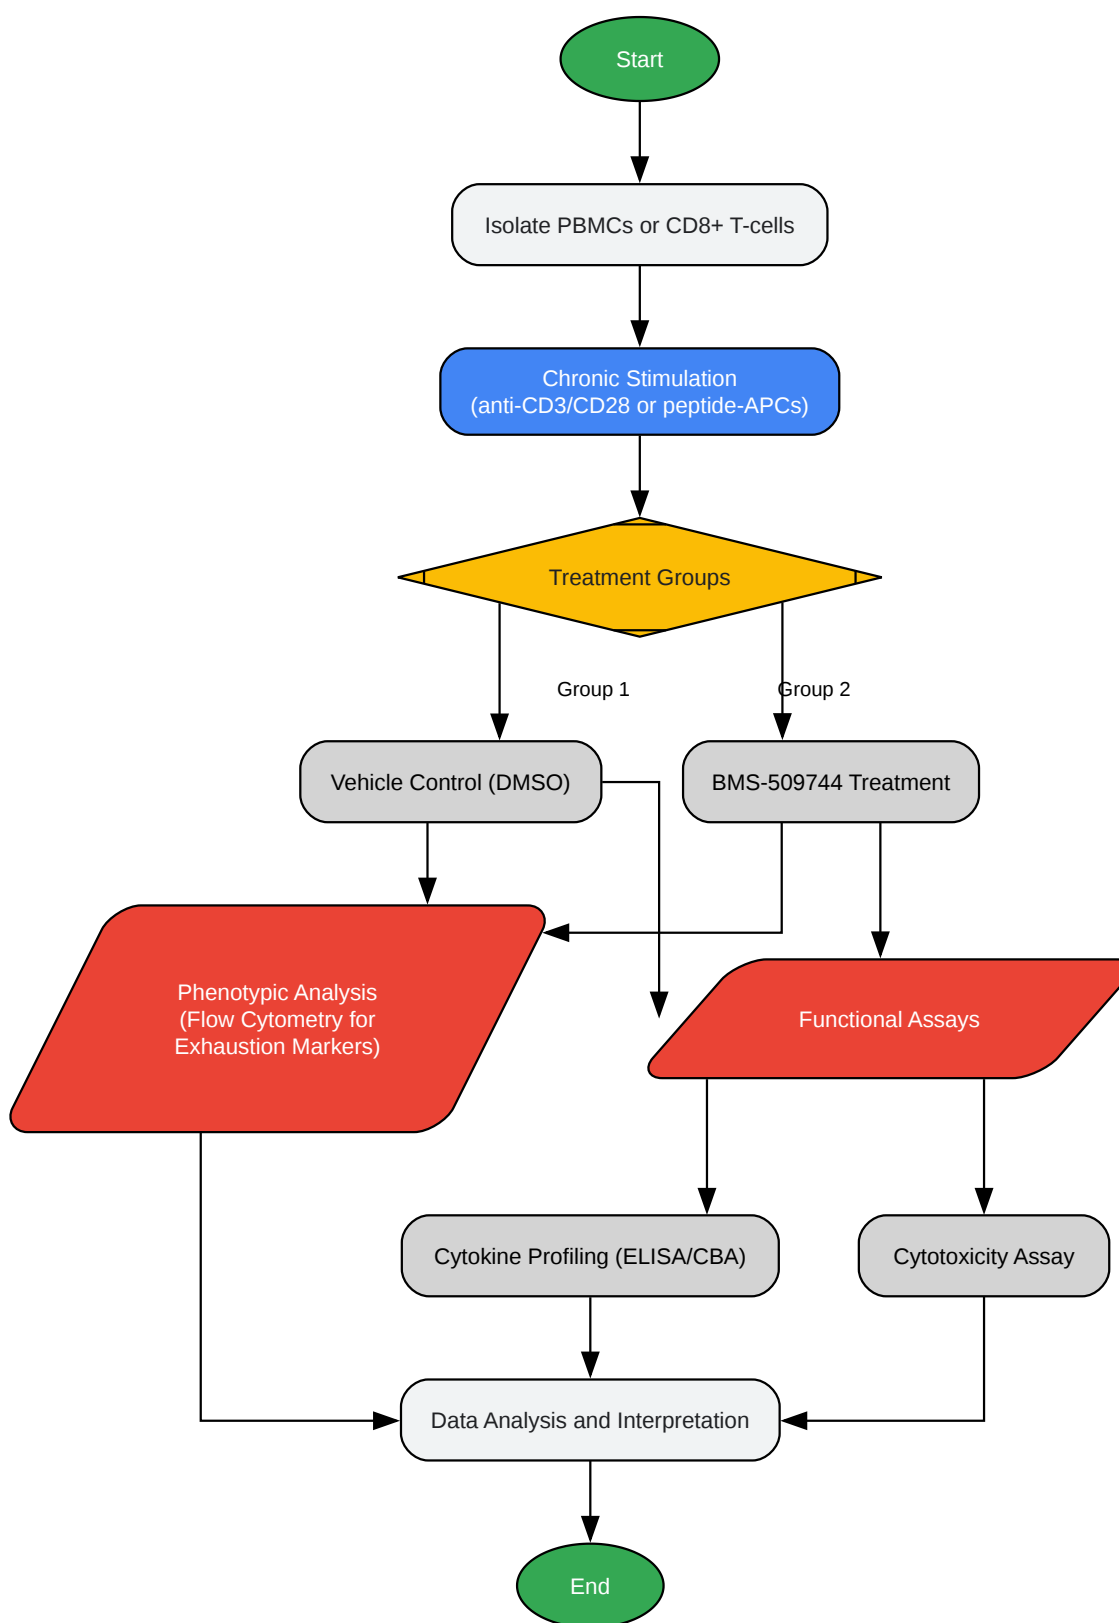 Start
Isolate PBMCs or CD8+ T-cells
Chronic Stimulation
(anti-CD3/CD28 or peptide-APCs)
Treatment Groups
Group 1
Group 2
Vehicle Control (DMSO)
BMS-509744 Treatment
Phenotypic Analysis
(Flow Cytometry for
Exhaustion Markers)
Functional Assays
Cytokine Profiling (ELISA/CBA)
Cytotoxicity Assay
Data Analysis and Interpretation
End